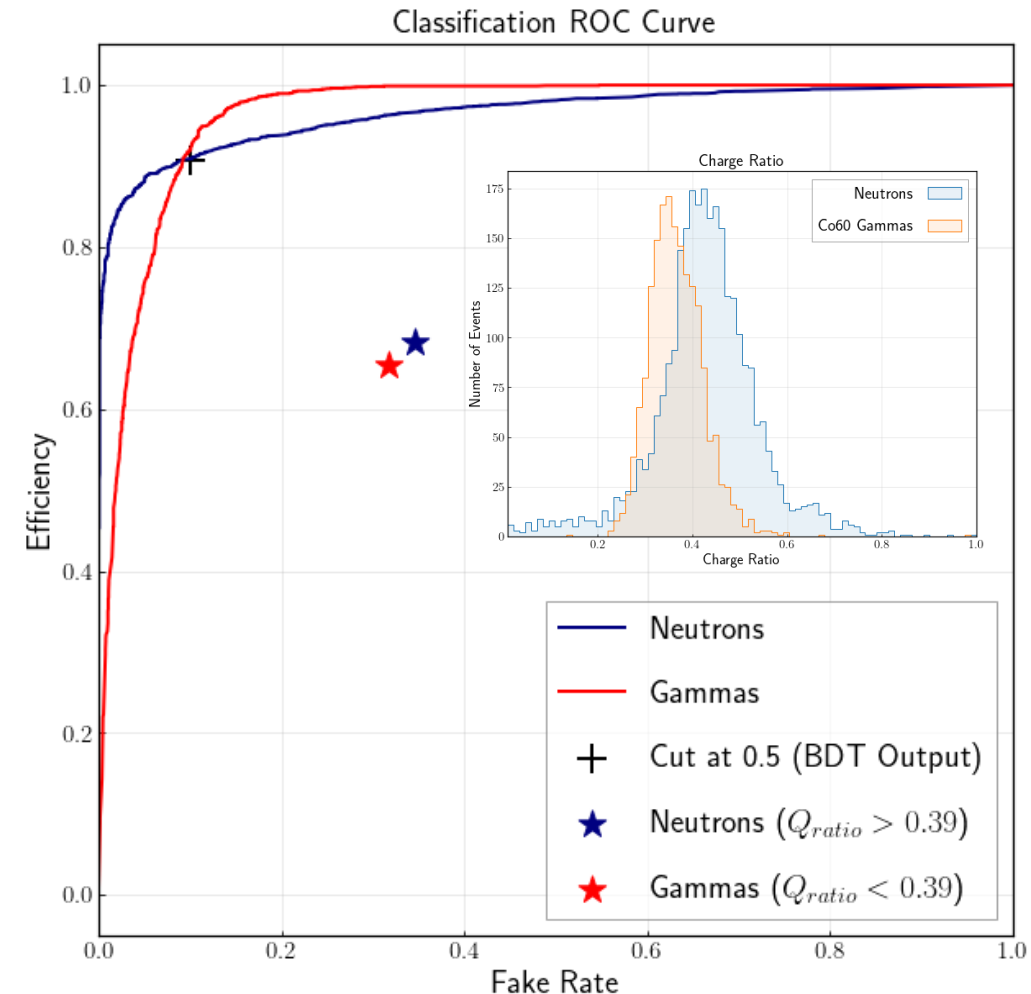 Classification ROC Curve
1.0
0.8
0.6
0.4
0.2
0.0
Efficiency
0.0 0.2 0.4 0.6 0.8 1.0
Fake Rate
Charge Ratio
175
150
125
100
75
50
25
0
Number of Events
0.2 0.4 0.6 0.8 1.0
Charge Ratio
Neutrons
Co60 Gammas
Neutrons
Gammas
Cut at 0.5 (BDT Output)
Neutrons (Q_ratio > 0.39)
Gammas (Q_ratio < 0.39)